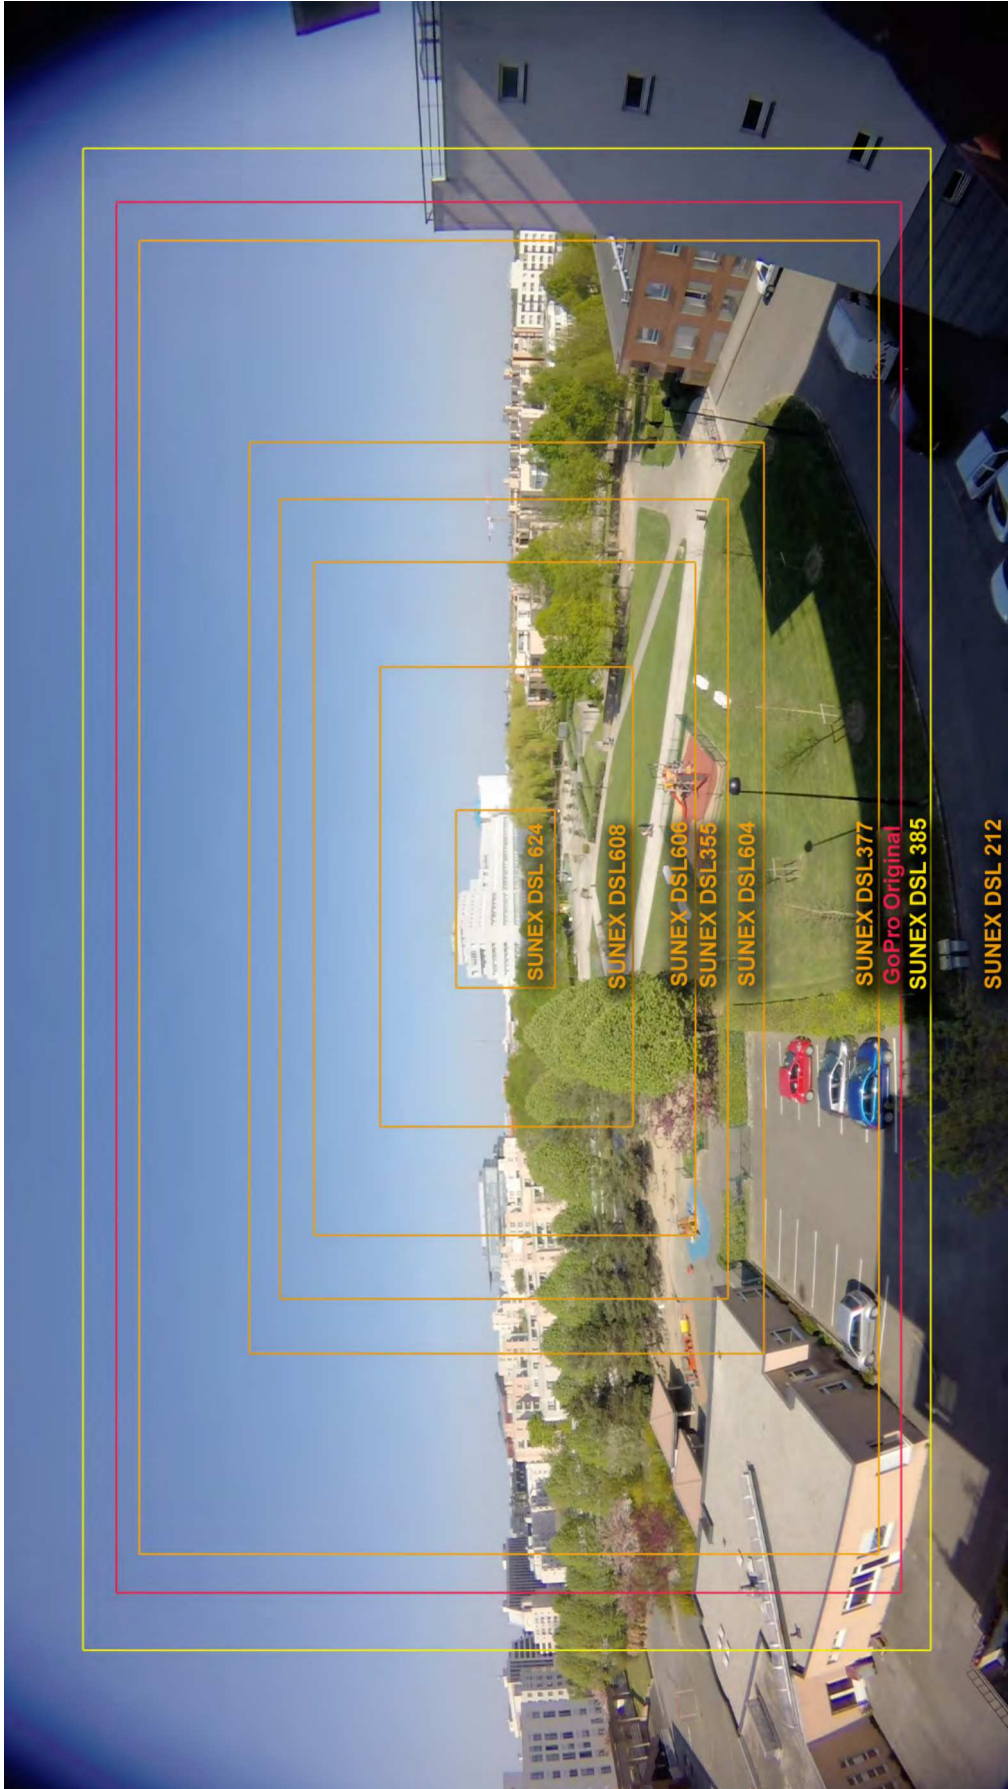 SUNEX DSL 624
SUNEX DSL608
SUNEX DSL606
SUNEX DSL355
SUNEX DSL604
SUNEX DSL377
GoPro Original
SUNEX DSL 385
SUNEX DSL 212